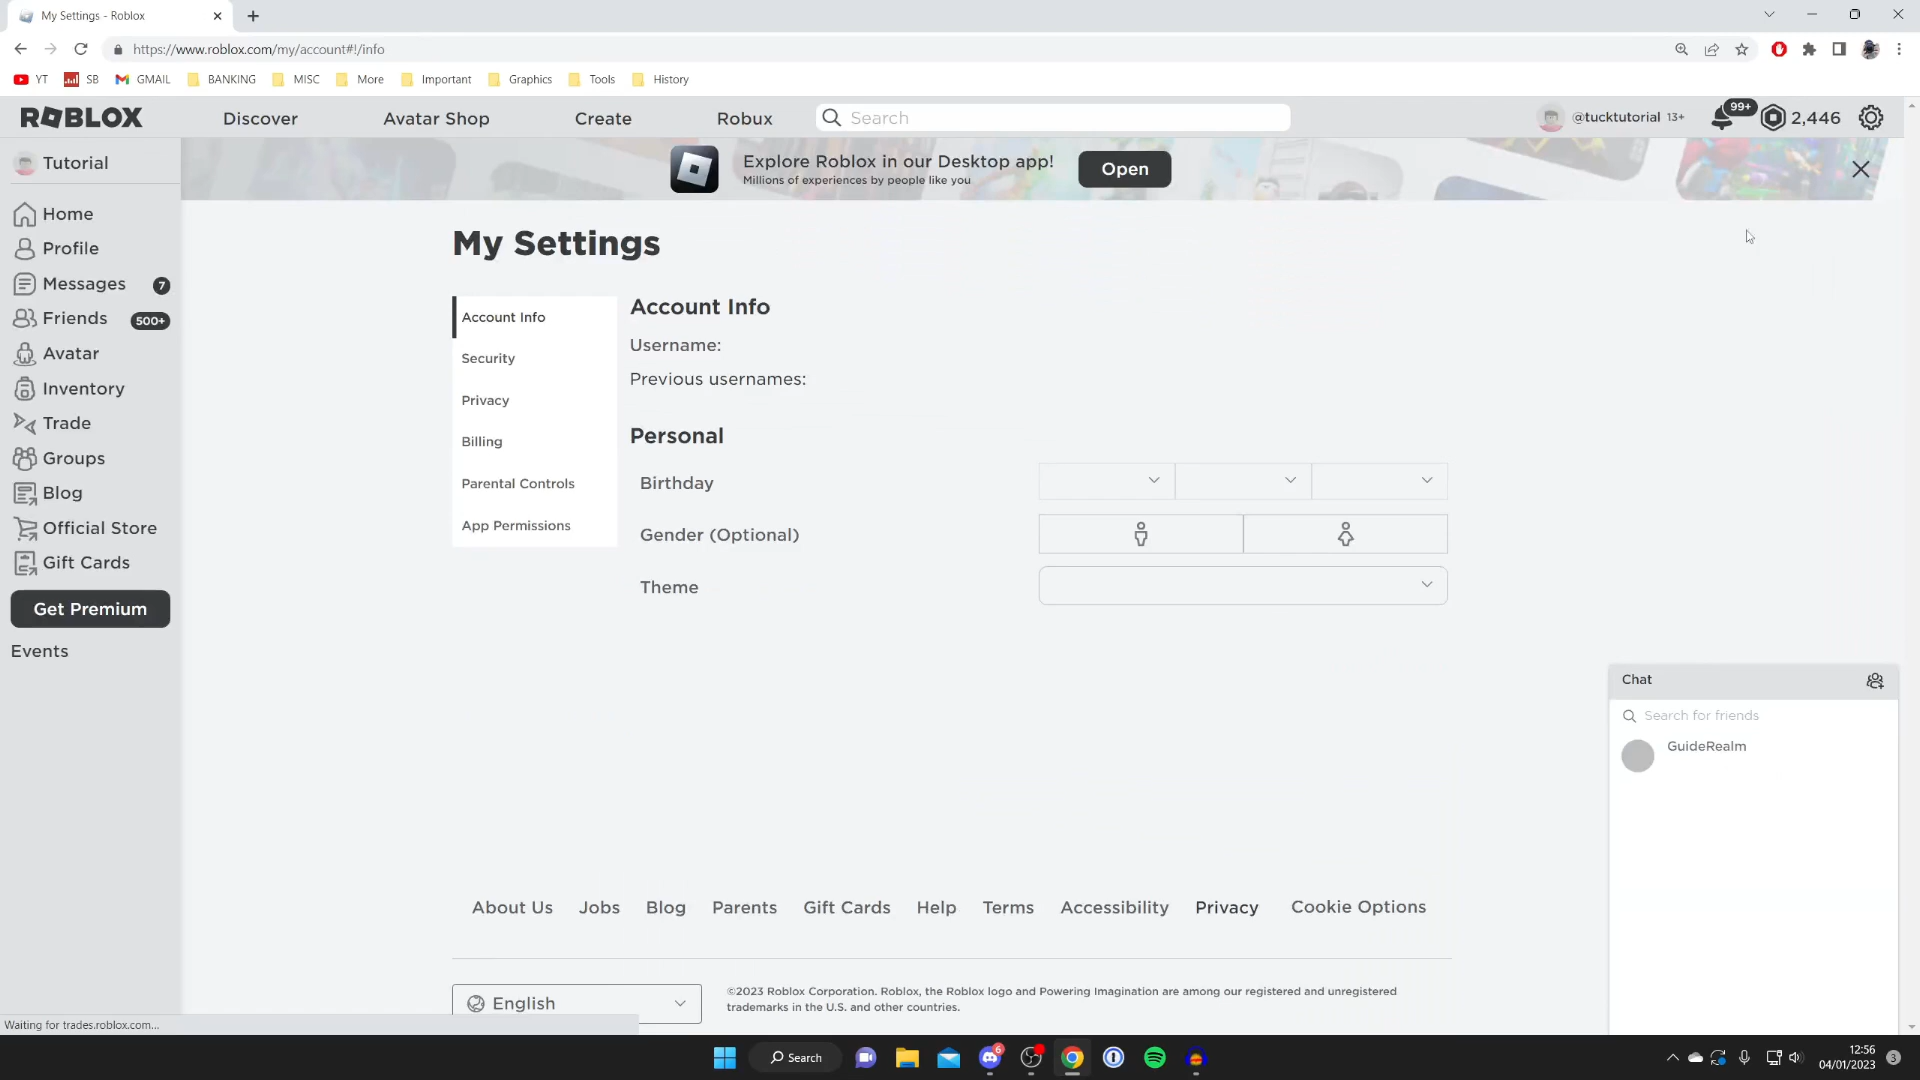 My Settings - Roblox
https://www.roblox.com/my/account#!/info
YT SB GMAIL BANKING MISC More Important Graphics Tools History
ROBLOX Discover Avatar Shop Create Robux Search @tucktutorial 13+ 99+ 2,446
Tutorial
Explore Roblox in our Desktop app!
Millions of experiences by people like you
Open
Home
Profile
Messages 7
Friends 500+
Avatar
Inventory
Trade
Groups
Blog
Official Store
Gift Cards
Get Premium
Events
My Settings
Account Info
Security
Privacy
Billing
Parental Controls
App Permissions
Account Info
Username:
Previous usernames:
Personal
Birthday
Gender (Optional)
Theme
Chat
Search for friends
GuideRealm
About Us Jobs Blog Parents Gift Cards Help Terms Accessibility Privacy Cookie Options
English
©2023 Roblox Corporation. Roblox, the Roblox logo and Powering Imagination are among our registered and unregistered
trademarks in the U.S. and other countries.
Waiting for trades.roblox.com...
Search
6
12:56
04/01/2023
3